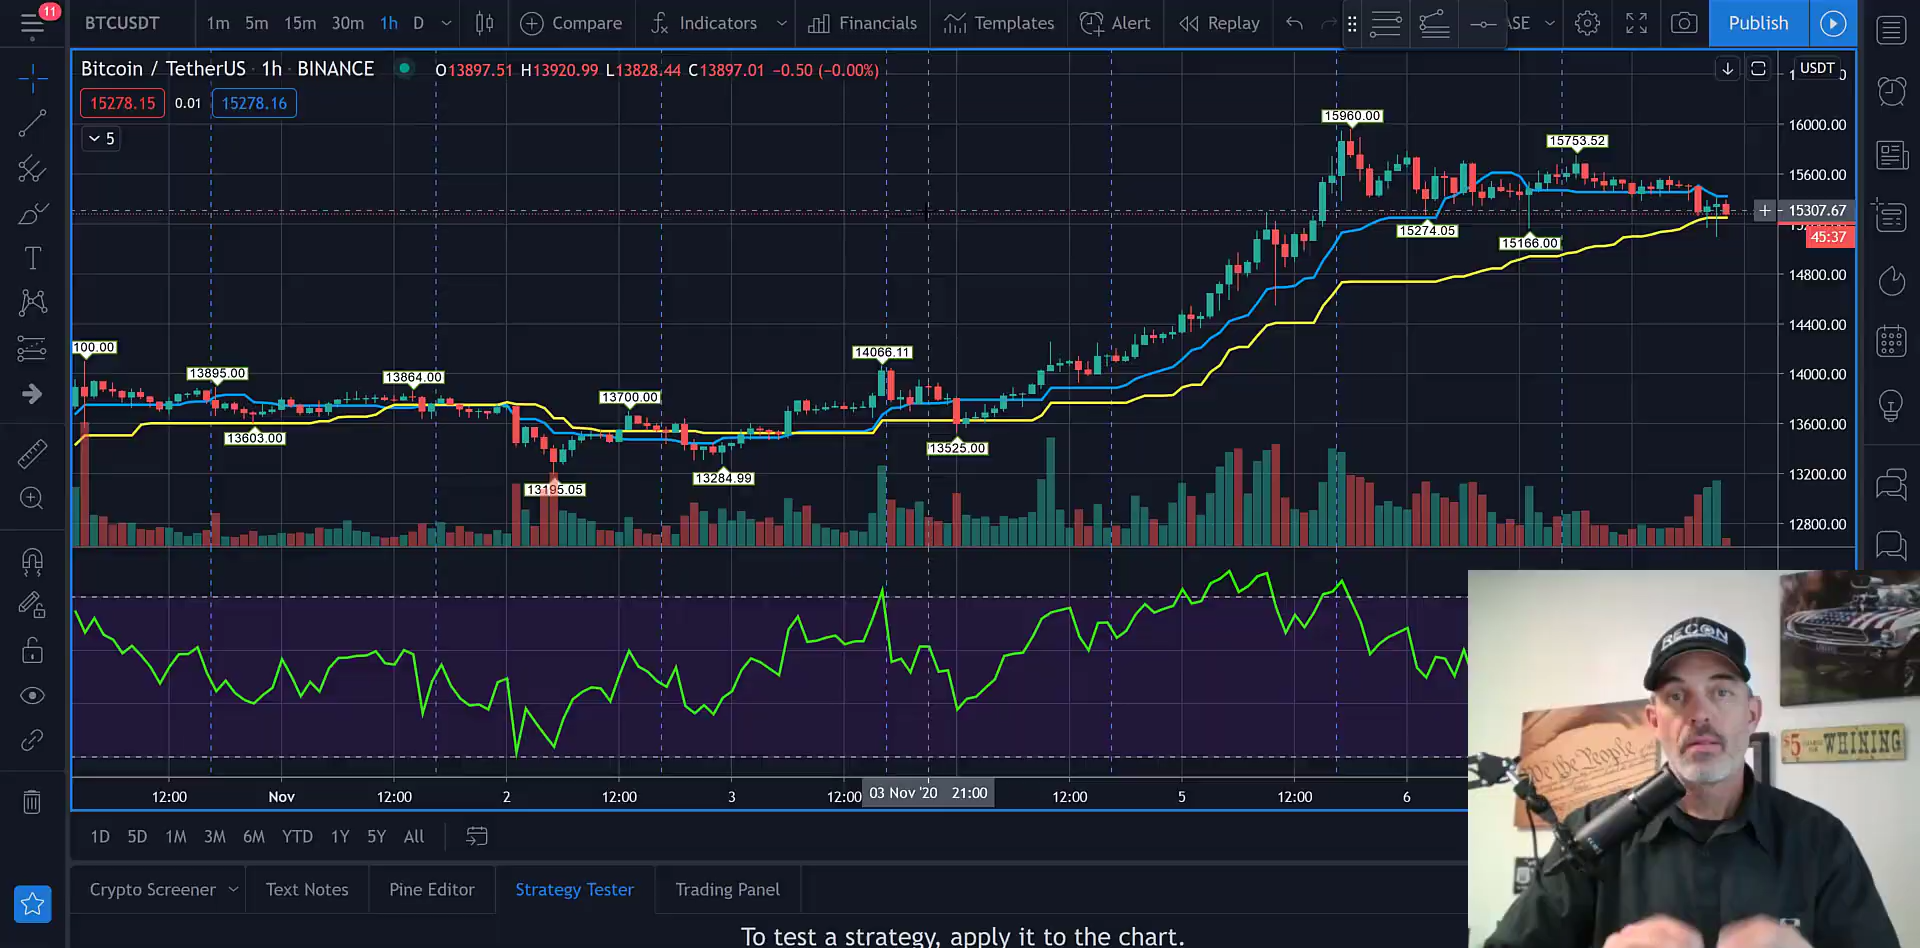 11
BTCUSDT 1m 5m 15m 30m 1h D Compare Indicators Financials Templates Alert Replay ASE Publish
Bitcoin / TetherUS · 1h · BINANCE O13897.51 H13920.99 L13828.44 C13897.01 −0.50 (−0.00%)
USDT
15278.15 0.01 15278.16
5
15960.00
16000.00
15753.52
15600.00
15307.67
15274.05
15166.00
45:37
14800.00
14400.00
100.00
14066.11
13895.00
13864.00
14000.00
13700.00
13603.00
13600.00
13525.00
13284.99
13200.00
13195.05
12800.00
12:00 Nov 12:00 2 12:00 3 12:00 03 Nov '20 21:00 12:00 5 12:00 6
1D 5D 1M 3M 6M YTD 1Y 5Y All
Crypto Screener Text Notes Pine Editor Strategy Tester Trading Panel
To test a strategy, apply it to the chart.
RECON
We the People
$5 WHINING